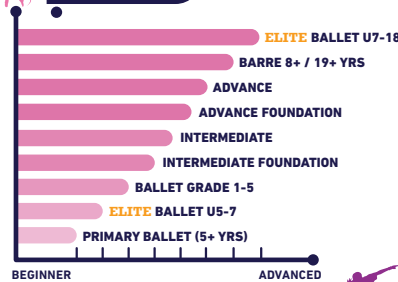 ELITE BALLET U7-18
BARRE 8+ / 19+ YRS
ADVANCE
ADVANCE FOUNDATION
INTERMEDIATE
INTERMEDIATE FOUNDATION
BALLET GRADE 1-5
ELITE BALLET U5-7
PRIMARY BALLET (5+ YRS)
BEGINNER
ADVANCED